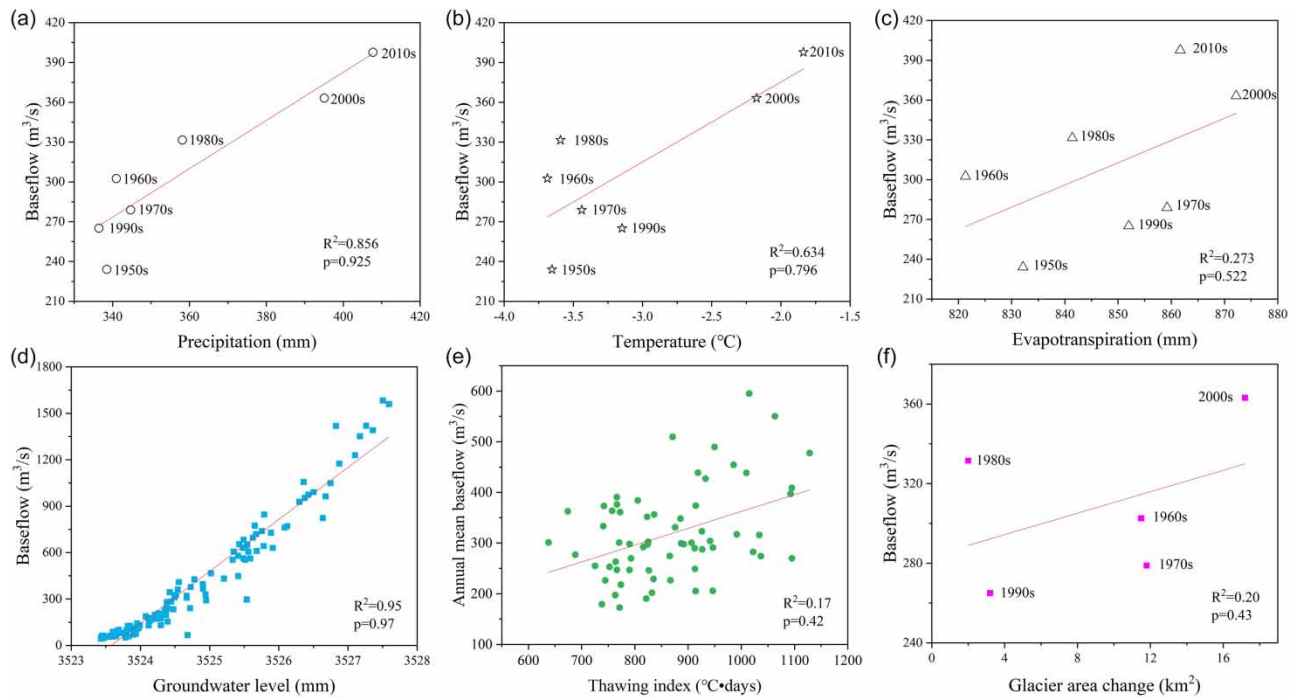 (a)
420
390
360
330
300
270
240
210
Baseflow (m³/s)
2010s
2000s
1980s
1960s
1970s
1990s
1950s
R²=0.856
p=0.925
340
360
380
400
420
Precipitation (mm)
(b)
420
390
360
330
300
270
240
210
Baseflow (m³/s)
2010s
2000s
1980s
1960s
1970s
1990s
1950s
R²=0.634
p=0.796
-4.0
-3.5
-3.0
-2.5
-2.0
-1.5
Temperature (℃)
(c)
420
390
360
330
300
270
240
210
Baseflow (m³/s)
2010s
2000s
1980s
1960s
1970s
1990s
1950s
R²=0.273
p=0.522
820
830
840
850
860
870
880
Evapotranspiration (mm)
(d)
1800
1500
1200
900
600
300
0
Baseflow (m³/s)
R²=0.95
p=0.97
3523
3524
3525
3526
3527
3528
Groundwater level (mm)
(e)
600
500
400
300
200
100
Annual mean baseflow (m³/s)
R²=0.17
p=0.42
600
700
800
900
1000
1100
1200
Thawing index (℃•days)
(f)
360
320
280
240
Baseflow (m³/s)
2000s
1980s
1960s
1970s
1990s
R²=0.20
p=0.43
0
4
8
12
16
Glacier area change (km²)